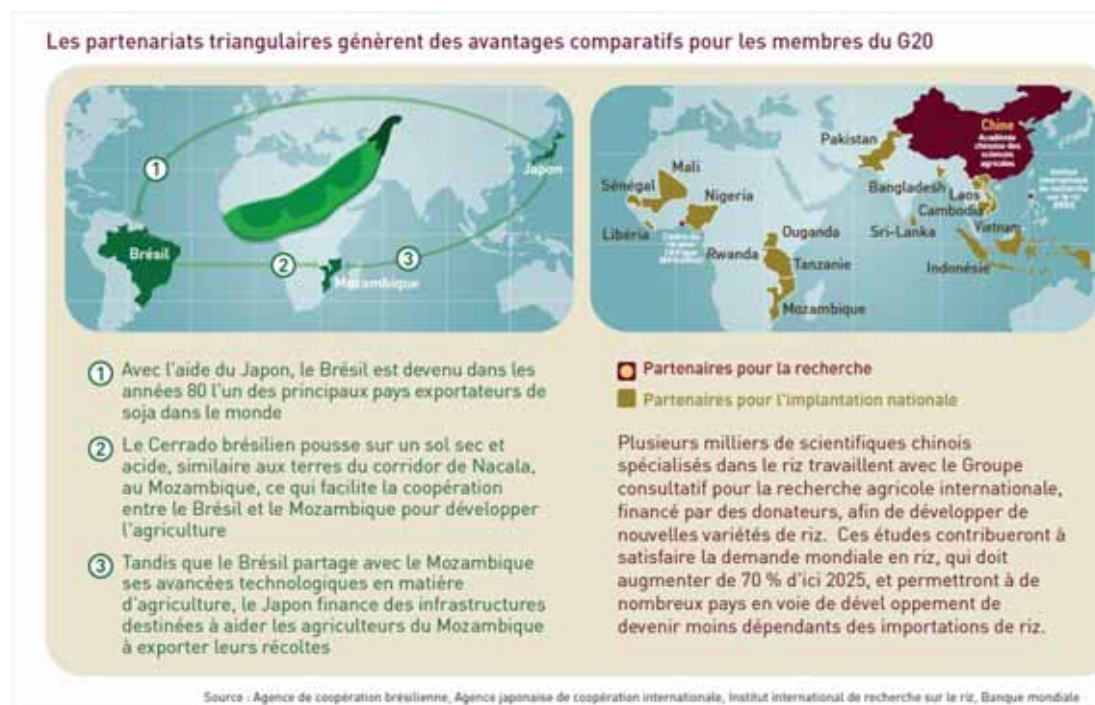 Les partenariats triangulaires génèrent des avantages comparatifs pour les membres du G20
1
Japon
Brésil
2
3
Mozambique
Chine
Académie
chinoise des
sciences
agricoles
Pakistan
Mali
Sénégal
Nigeria
Bangladesh
Laos
Cambodia
Libéria
Ouganda
Sri-Lanka
Vietnam
Rwanda
Tanzanie
Indonésie
Mozambique
1 Avec l'aide du Japon, le Brésil est devenu dans les
années 80 l'un des principaux pays exportateurs de
soja dans le monde
2 Le Cerrado brésilien pousse sur un sol sec et
acide, similaire aux terres du corridor de Nacala,
au Mozambique, ce qui facilite la coopération
entre le Brésil et le Mozambique pour développer
l'agriculture
3 Tandis que le Brésil partage avec le Mozambique
ses avancées technologiques en matière
d'agriculture, le Japon finance des infrastructures
destinées à aider les agriculteurs du Mozambique
à exporter leurs récoltes
Partenaires pour la recherche
Partenaires pour l'implantation nationale
Plusieurs milliers de scientifiques chinois
spécialisés dans le riz travaillent avec le Groupe
consultatif pour la recherche agricole internationale,
financé par des donateurs, afin de développer de
nouvelles variétés de riz. Ces études contribueront à
satisfaire la demande mondiale en riz, qui doit
augmenter de 70 % d'ici 2025, et permettront à de
nombreux pays en voie de dével oppement de
devenir moins dépendants des importations de riz.
Source : Agence de coopération brésilienne, Agence japonaise de coopération internationale, Institut international de recherche sur le riz, Banque mondiale